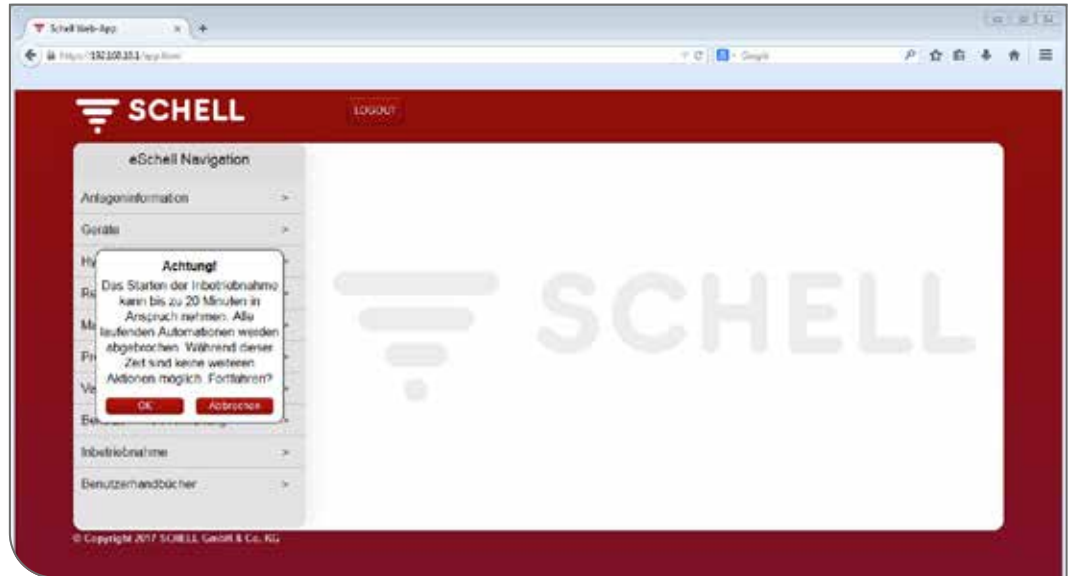 Schell Web-App
Google
SCHELL
LOGOUT
eSchell Navigation
Anlageninformation >
Geräte >
Achtung!
Das Starten der Inbetriebnahme
kann bis zu 20 Minuten in
Anspruch nehmen. Alle
laufenden Automationen werden
abgebrochen. Während dieser
Zeit sind keine weiteren
Aktionen möglich. Fortfahren?
OK Abbrechen
Inbetriebnahme >
Benutzerhandbücher >
SCHELL
© Copyright 2017 SCHELL GmbH & Co. KG